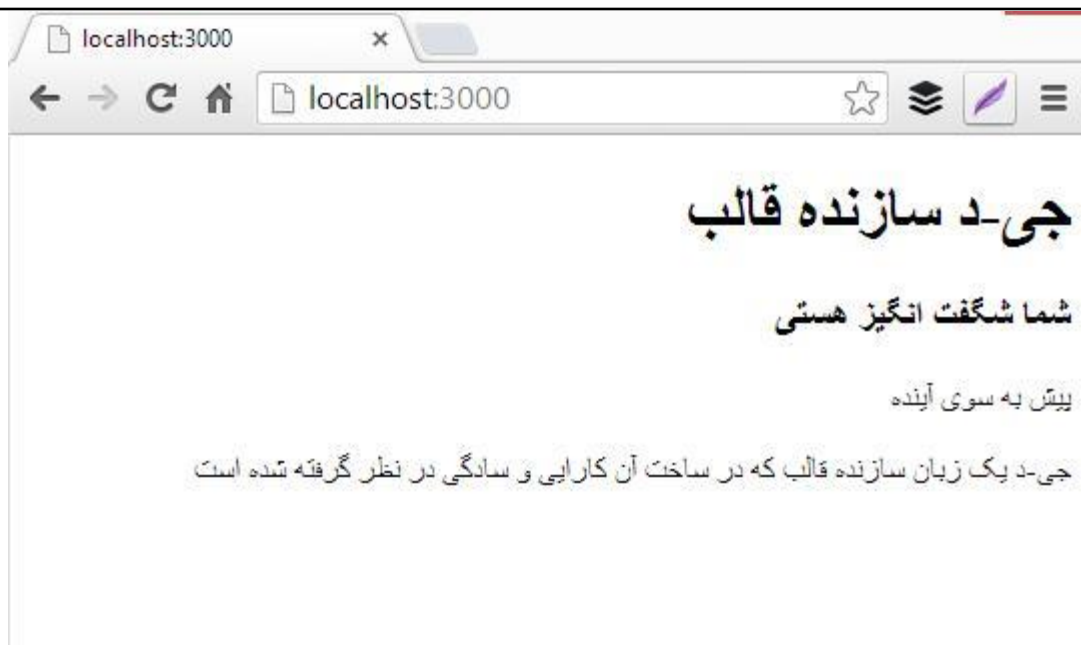 localhost:3000
localhost:3000
جی-د سازنده قالب
شما شگفت انگیز هستی
پیش به سوی آینده
جی-د یک زبان سازنده قالب که در ساخت آن کارایی و سادگی در نظر گرفته شده است